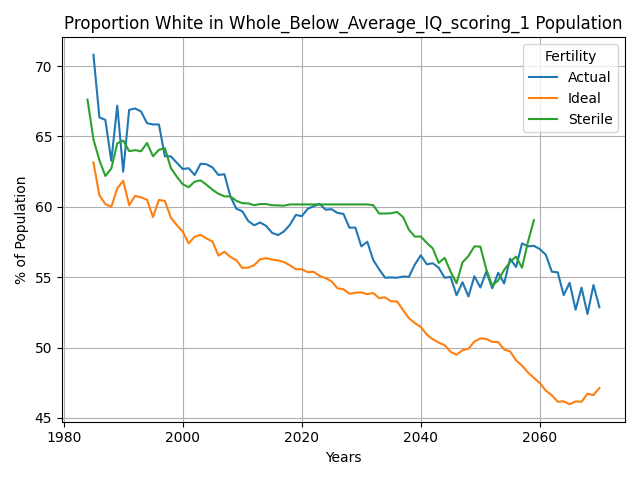 Proportion White in Whole_Below_Average_IQ_scoring_1 Population
% of Population
70
65
60
55
50
45
Fertility
Actual
Ideal
Sterile
1980
2000
2020
2040
2060
Years